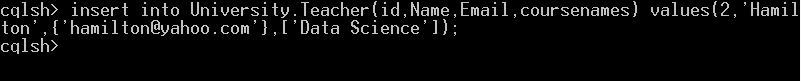 cqlsh> insert into University.Teacher(id,Name,Email,coursenames) values(2,'Hamil
ton',{'hamilton@yahoo.com'},['Data Science']);
cqlsh>